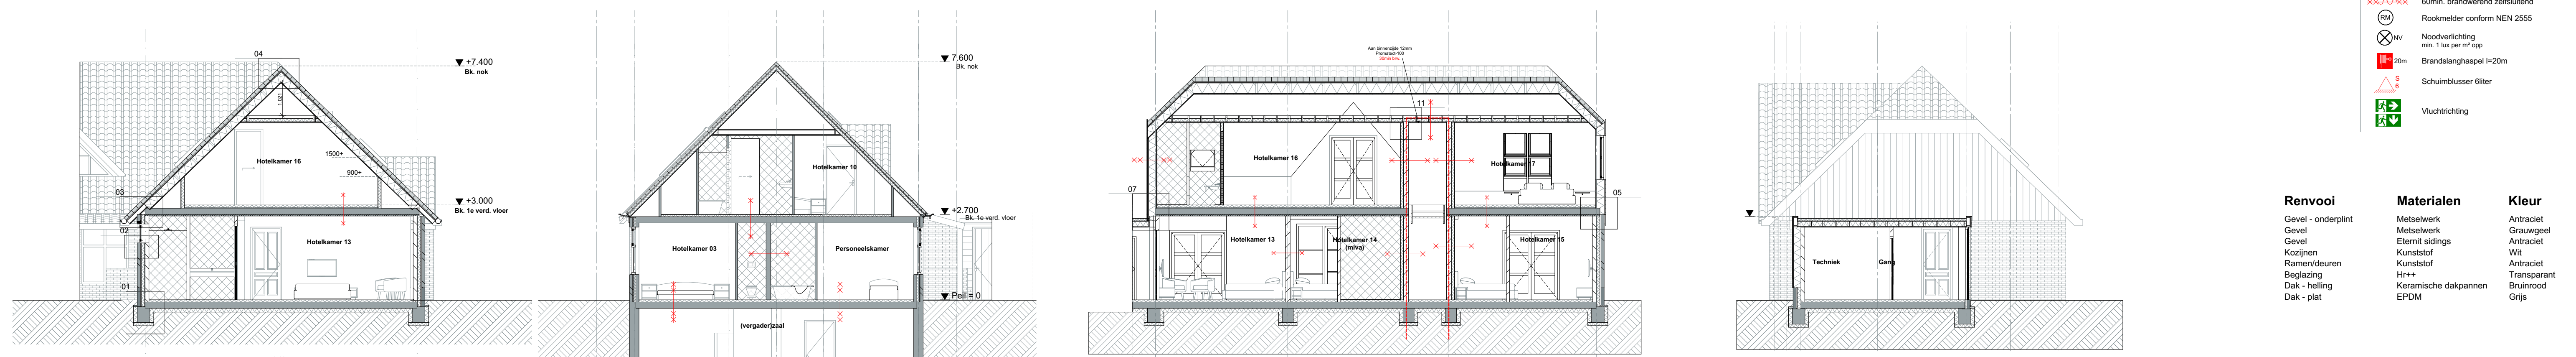 04
+7.400
Bk. nok
1.021
Hotelkamer 16
1500+
900+
03
+3.000
Bk. 1e verd. vloer
02
Hotelkamer 13
01
7.600
Bk. nok
Hotelkamer 10
+2.700
Bk. 1e verd. vloer
Hotelkamer 03
Personeelskamer
Peil = 0
(vergader)zaal
Aan binnenzijde 12mm
Promatect-100
11
Hotelkamer 16
Hotelkamer 17
07
05
Hotelkamer 13
Hotelkamer 14
(miva)
Hotelkamer 15
Techniek
Gang
60min. brandwerend zelfsluitend
RM
Rookmelder conform NEN 2555
NV
Noodverlichting
min. 1 lux per m² opp
20m
Brandslanghaspel l=20m
S
6
Schuimblusser 6liter
Vluchtrichting
Renvooi Materialen Kleur
Gevel - onderplint Metselwerk Antraciet
Gevel Metselwerk Grauwgeel
Gevel Eternit sidings Antraciet
Kozijnen Kunststof Wit
Ramen/deuren Kunststof Antraciet
Beglazing Hr++ Transparant
Dak - helling Keramische dakpannen Bruinrood
Dak - plat EPDM Grijs